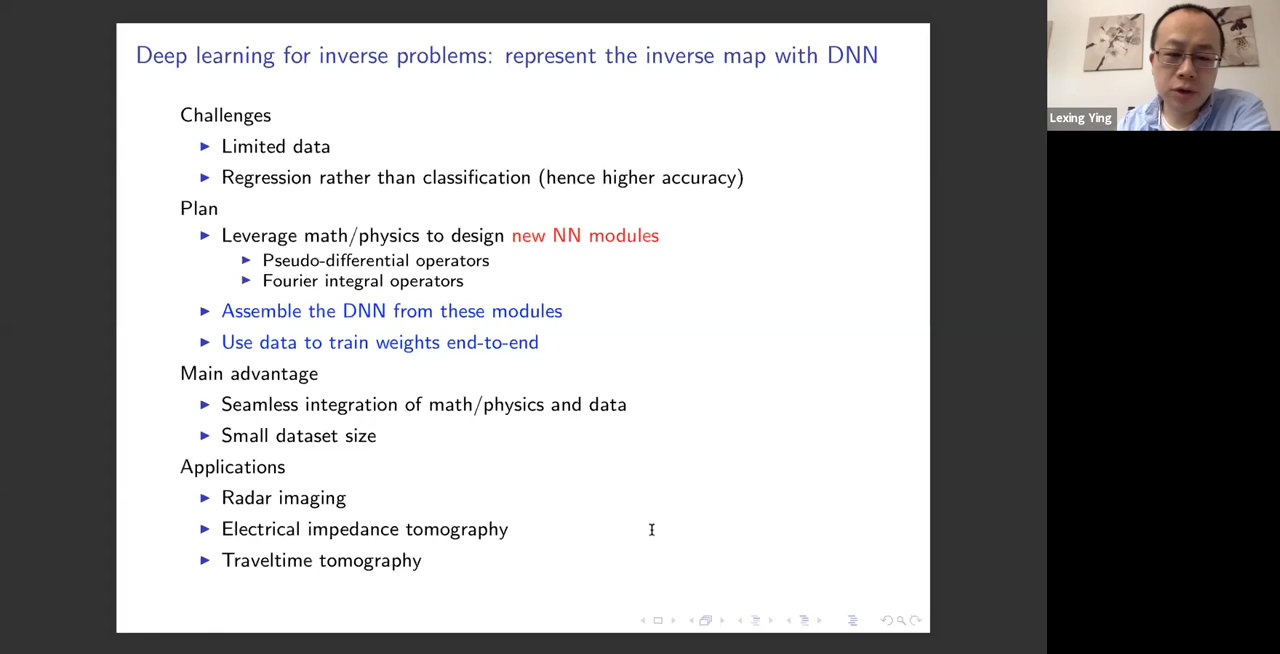 Deep learning for inverse problems: represent the inverse map with DNN
Challenges
Limited data
Regression rather than classification (hence higher accuracy)
Plan
Leverage math/physics to design new NN modules
Pseudo-differential operators
Fourier integral operators
Assemble the DNN from these modules
Use data to train weights end-to-end
Main advantage
Seamless integration of math/physics and data
Small dataset size
Applications
Radar imaging
Electrical impedance tomography
Traveltime tomography
Lexing Ying